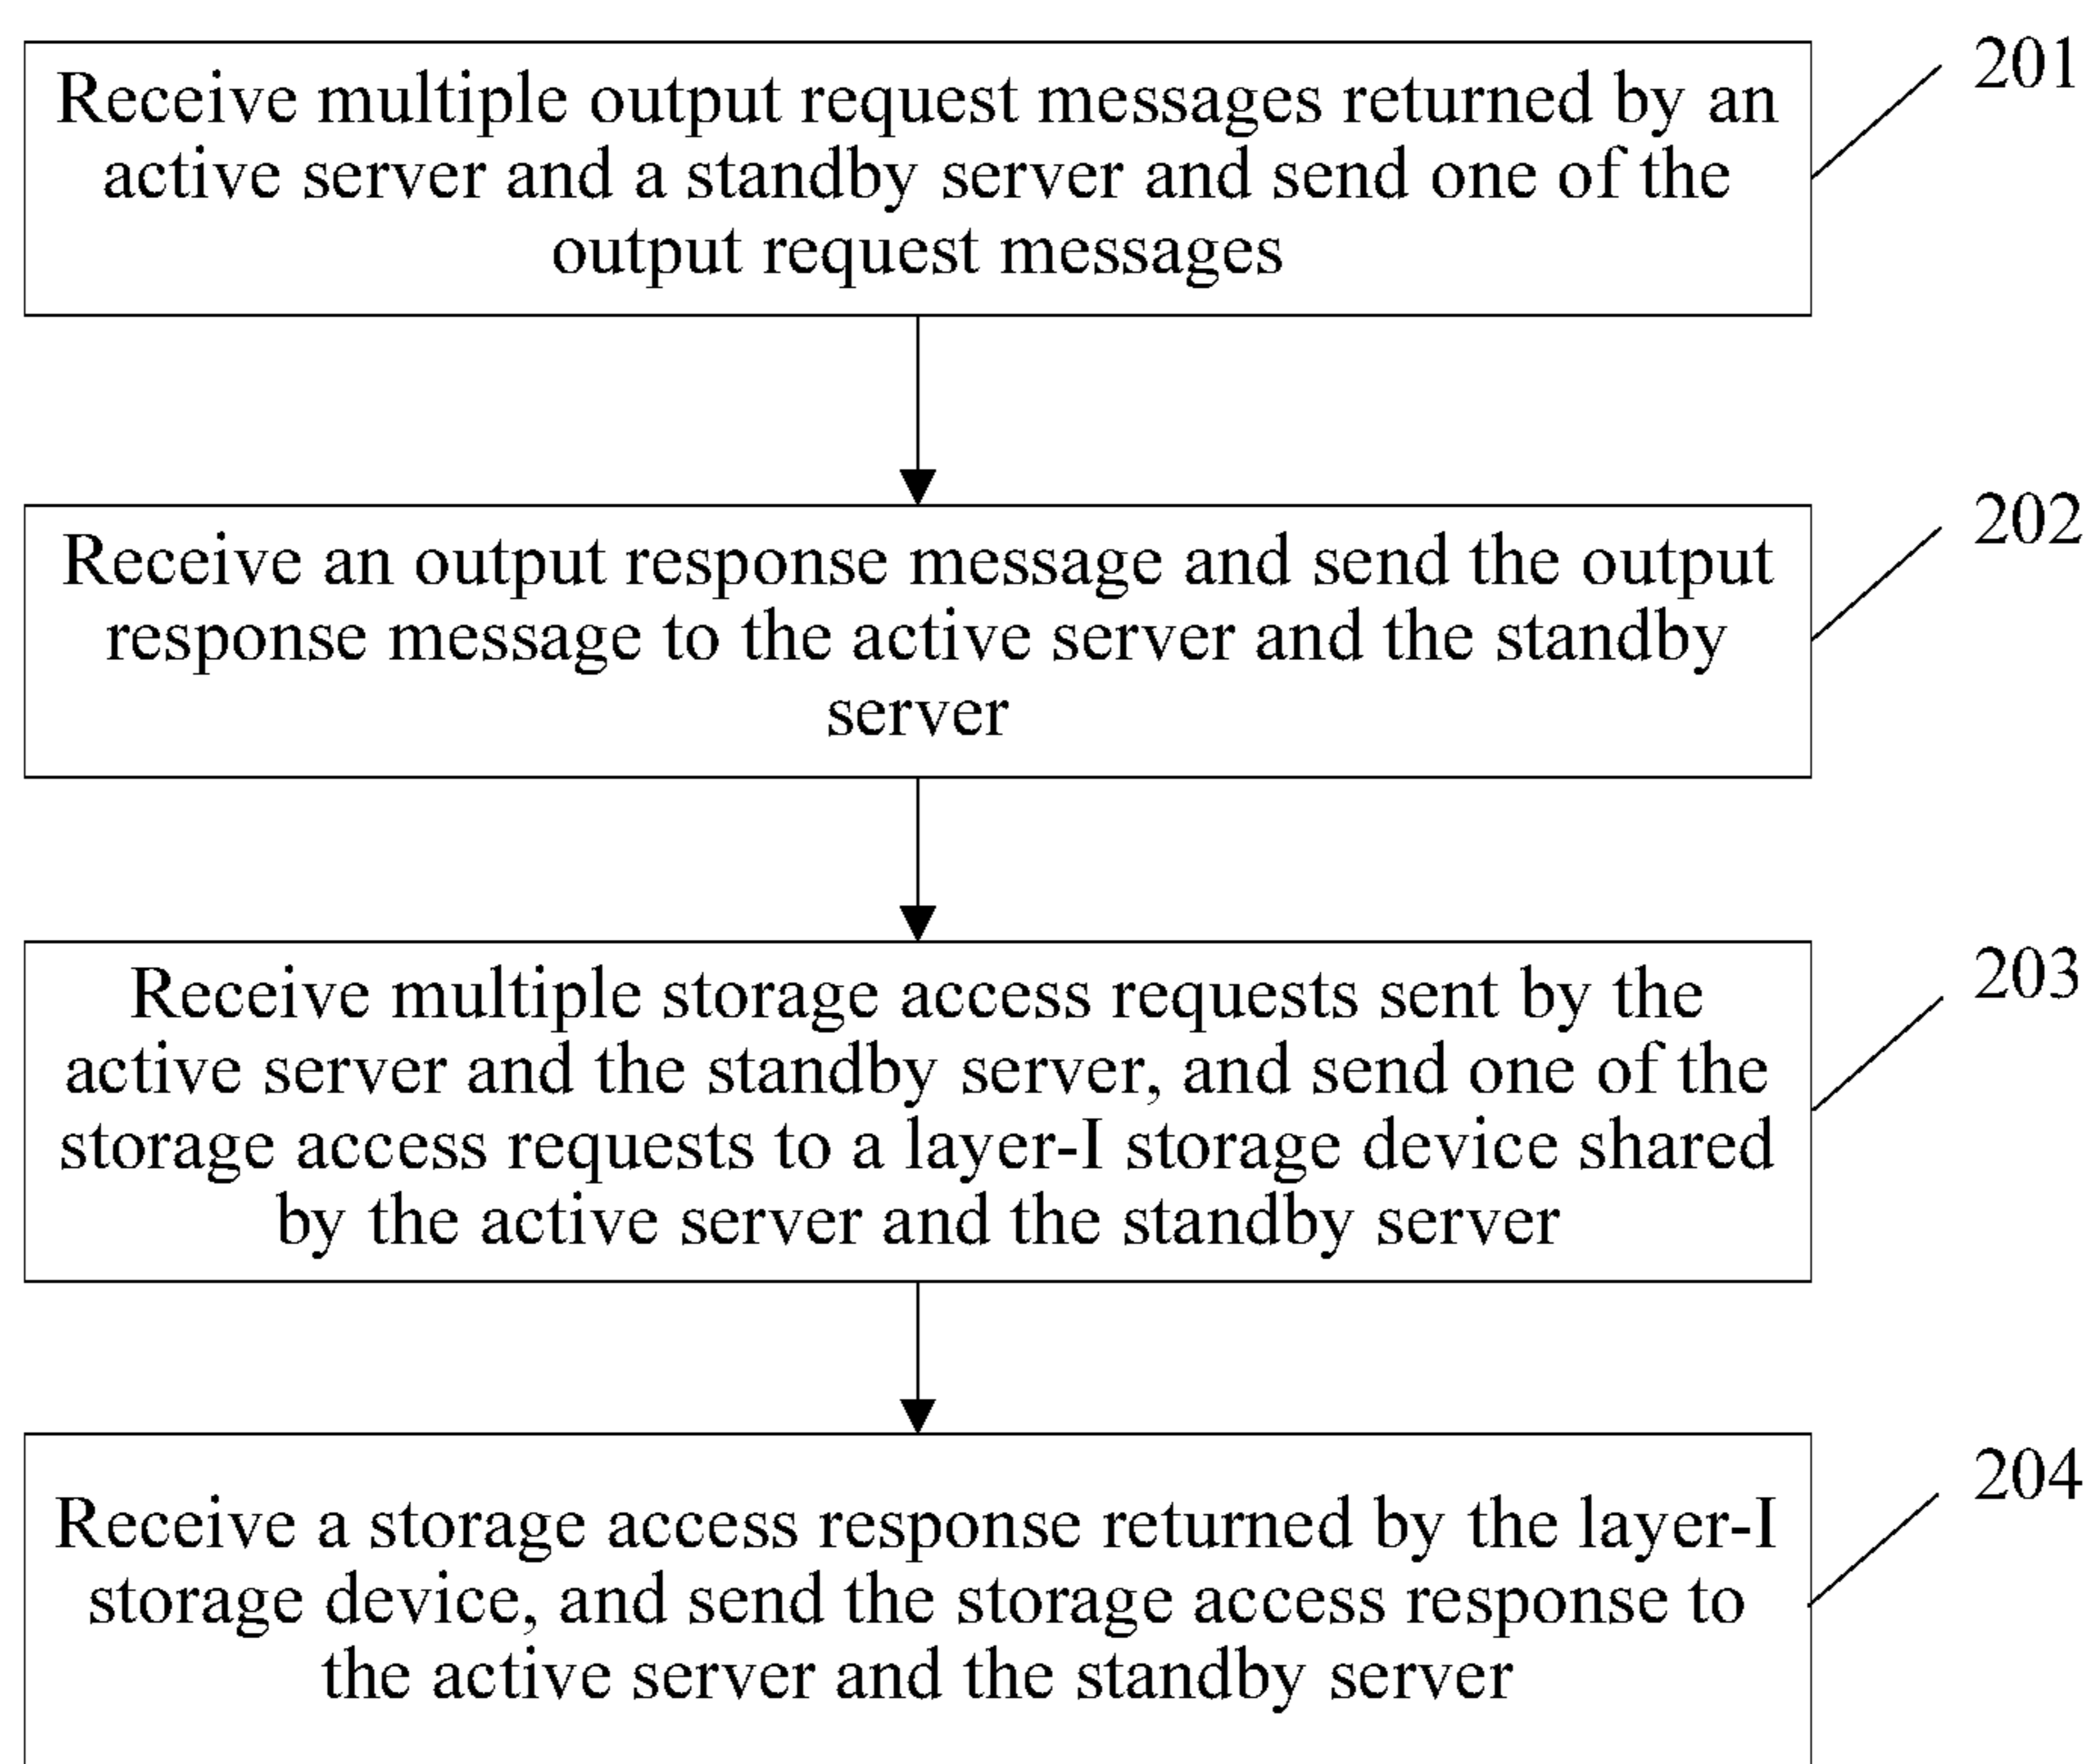 Receive multiple output request messages returned by an
active server and a standby server and send one of the
output request messages
201
Receive an output response message and send the output
response message to the active server and the standby
server
202
Receive multiple storage access requests sent by the
active server and the standby server, and send one of the
storage access requests to a layer-I storage device shared
by the active server and the standby server
203
Receive a storage access response returned by the layer-I
storage device, and send the storage access response to
the active server and the standby server
204